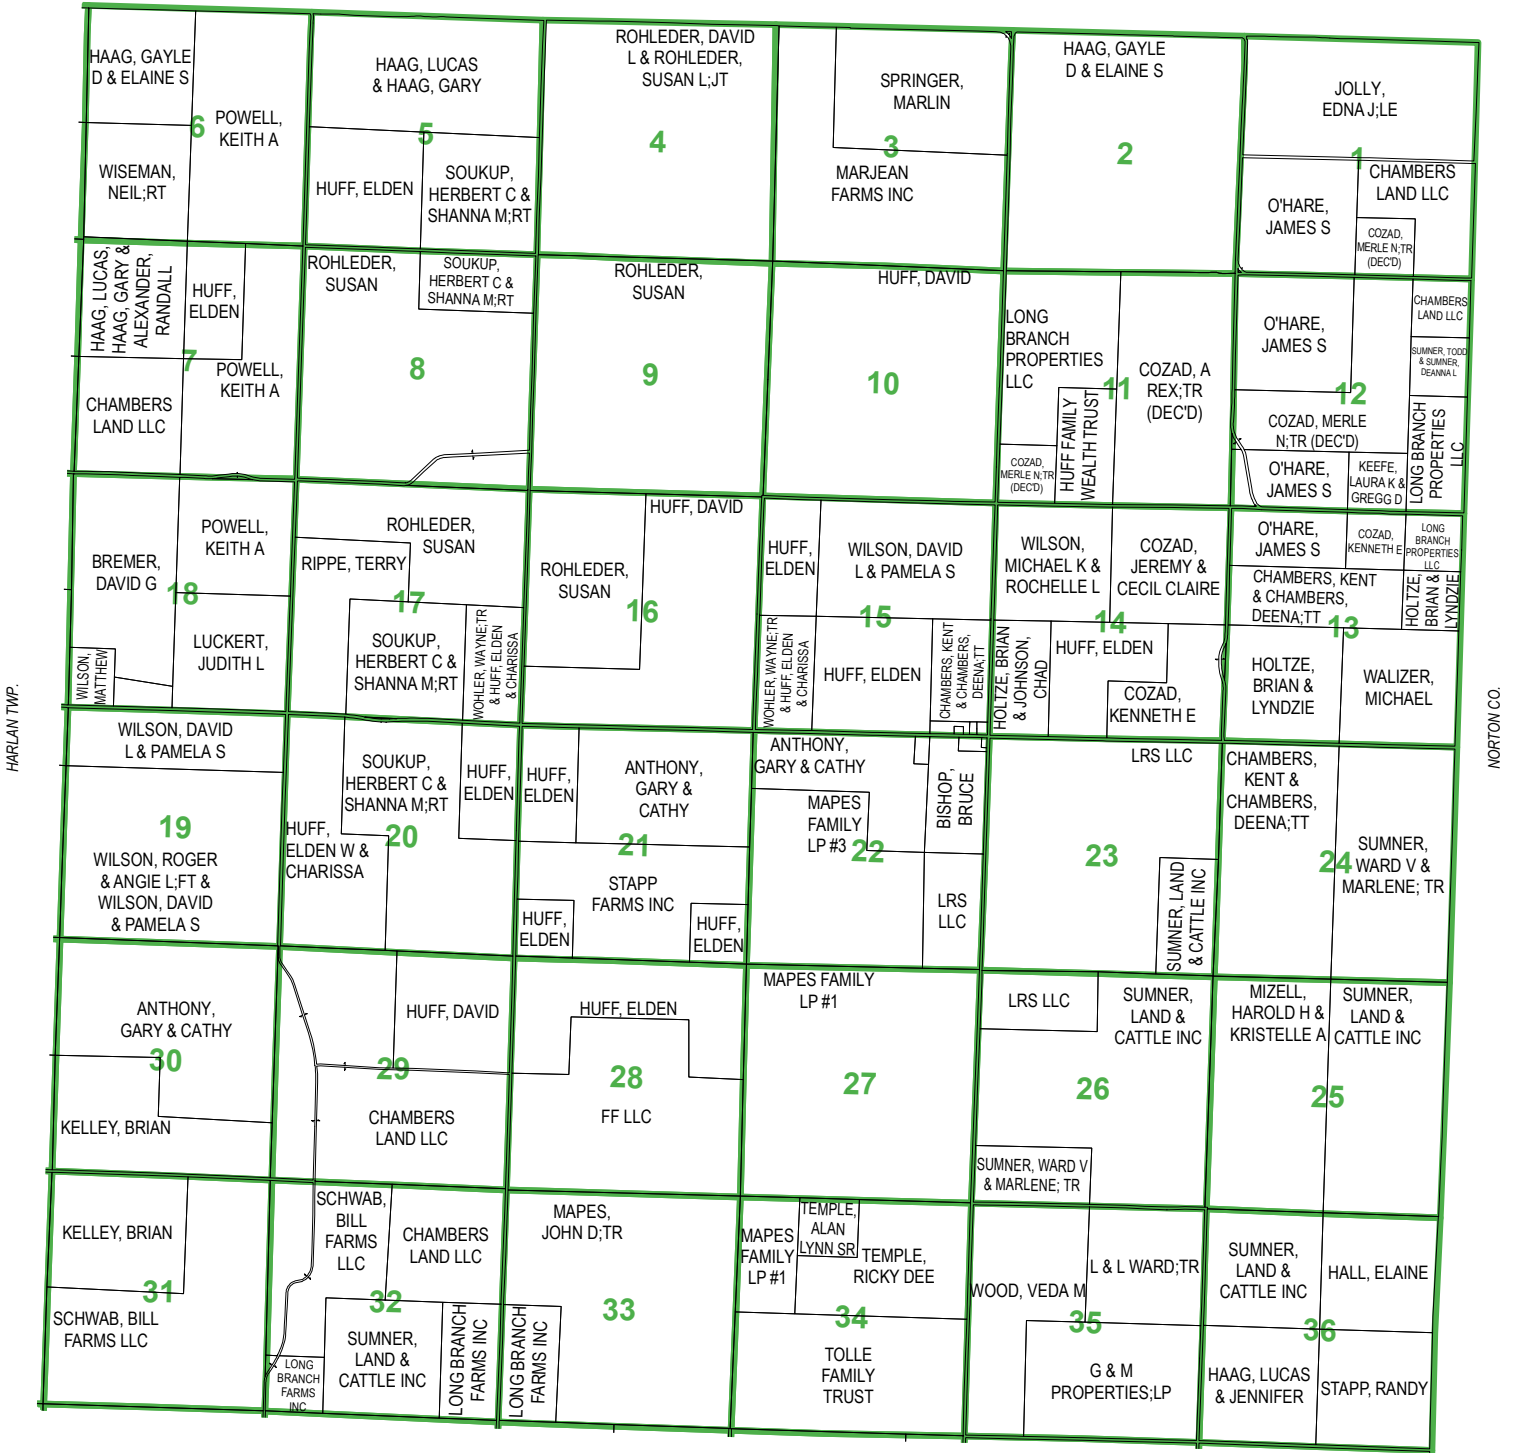 HAAG, GAYLE
D & ELAINE S
6
POWELL,
KEITH A
WISEMAN,
NEIL;RT
HAAG, LUCAS
& HAAG, GARY
5
HUFF, ELDEN
SOUKUP,
HERBERT C &
SHANNA M;RT
ROHLEDER, DAVID
L & ROHLEDER,
SUSAN L;JT
4
SPRINGER,
MARLIN
3
MARJEAN
FARMS INC
HAAG, GAYLE
D & ELAINE S
2
JOLLY,
EDNA J;LE
1
CHAMBERS
LAND LLC
O'HARE,
JAMES S
COZAD,
MERLE N;TR
(DEC'D)
HAAG, LUCAS,
HAAG, GARY &
ALEXANDER,
RANDALL
HUFF,
ELDEN
7
POWELL,
KEITH A
CHAMBERS
LAND LLC
ROHLEDER,
SUSAN
SOUKUP,
HERBERT C &
SHANNA M;RT
8
ROHLEDER,
SUSAN
9
HUFF, DAVID
10
LONG
BRANCH
PROPERTIES
LLC
11
COZAD, A
REX;TR
(DEC'D)
COZAD,
MERLE N;TR
(DEC'D)
HUFF FAMILY
WEALTH TRUST
O'HARE,
JAMES S
CHAMBERS
LAND LLC
SUMNER, TODD
& SUMNER,
DEANNA L
12
COZAD, MERLE
N;TR (DEC'D)
O'HARE,
JAMES S
KEEFE,
LAURA K &
GREGG D
LONG BRANCH
PROPERTIES
LLC
BREMER,
DAVID G
POWELL,
KEITH A
18
LUCKERT,
JUDITH L
WILSON,
MATTHEW
ROHLEDER,
SUSAN
RIPPE, TERRY
17
SOUKUP,
HERBERT C &
SHANNA M;RT
WOHLER, WAYNE;TR
& HUFF, ELDEN
& CHARISSA
HUFF, DAVID
ROHLEDER,
SUSAN
16
HUFF,
ELDEN
WILSON, DAVID
L & PAMELA S
15
WOHLER, WAYNE;TR
& HUFF, ELDEN
& CHARISSA
HUFF, ELDEN
CHAMBERS, KENT
& CHAMBERS,
DEENA;TT
WILSON,
MICHAEL K &
ROCHELLE L
COZAD,
JEREMY &
CECIL CLAIRE
14
HOLTZE, BRIAN
& JOHNSON,
CHAD
HUFF, ELDEN
COZAD,
KENNETH E
O'HARE,
JAMES S
COZAD,
KENNETH E
LONG
BRANCH
PROPERTIES
LLC
CHAMBERS, KENT
& CHAMBERS,
DEENA;TT
HOLTZE,
BRIAN &
LYNDZIE
13
HOLTZE,
BRIAN &
LYNDZIE
WALIZER,
MICHAEL
HARLAN TWP.
NORTON CO.
WILSON, DAVID
L & PAMELA S
19
WILSON, ROGER
& ANGIE L;FT &
WILSON, DAVID
& PAMELA S
SOUKUP,
HERBERT C &
SHANNA M;RT
HUFF,
ELDEN
20
HUFF,
ELDEN W &
CHARISSA
HUFF,
ELDEN
ANTHONY,
GARY &
CATHY
21
STAPP
FARMS INC
HUFF,
ELDEN
HUFF,
ELDEN
ANTHONY,
GARY & CATHY
MAPES
FAMILY
LP #3
22
BISHOP,
BRUCE
LRS
LLC
LRS LLC
23
SUMNER, LAND
& CATTLE INC
CHAMBERS,
KENT &
CHAMBERS,
DEENA;TT
24
SUMNER,
WARD V &
MARLENE; TR
ANTHONY,
GARY & CATHY
30
KELLEY, BRIAN
HUFF, DAVID
29
CHAMBERS
LAND LLC
HUFF, ELDEN
28
FF LLC
MAPES FAMILY
LP #1
27
LRS LLC
SUMNER,
LAND &
CATTLE INC
26
SUMNER, WARD V
& MARLENE; TR
MIZELL,
HAROLD H &
KRISTELLE A
SUMNER,
LAND &
CATTLE INC
25
KELLEY, BRIAN
31
SCHWAB, BILL
FARMS LLC
SCHWAB,
BILL
FARMS
LLC
CHAMBERS
LAND LLC
32
LONG
BRANCH
FARMS
INC
SUMNER,
LAND &
CATTLE INC
LONG BRANCH
FARMS INC
MAPES,
JOHN D;TR
33
LONG BRANCH
FARMS INC
MAPES
FAMILY
LP #1
TEMPLE,
ALAN
LYNN SR
TEMPLE,
RICKY DEE
34
TOLLE
FAMILY
TRUST
WOOD, VEDA M
L & L WARD;TR
35
G & M
PROPERTIES;LP
SUMNER,
LAND &
CATTLE INC
HALL, ELAINE
36
HAAG, LUCAS
& JENNIFER
STAPP, RANDY